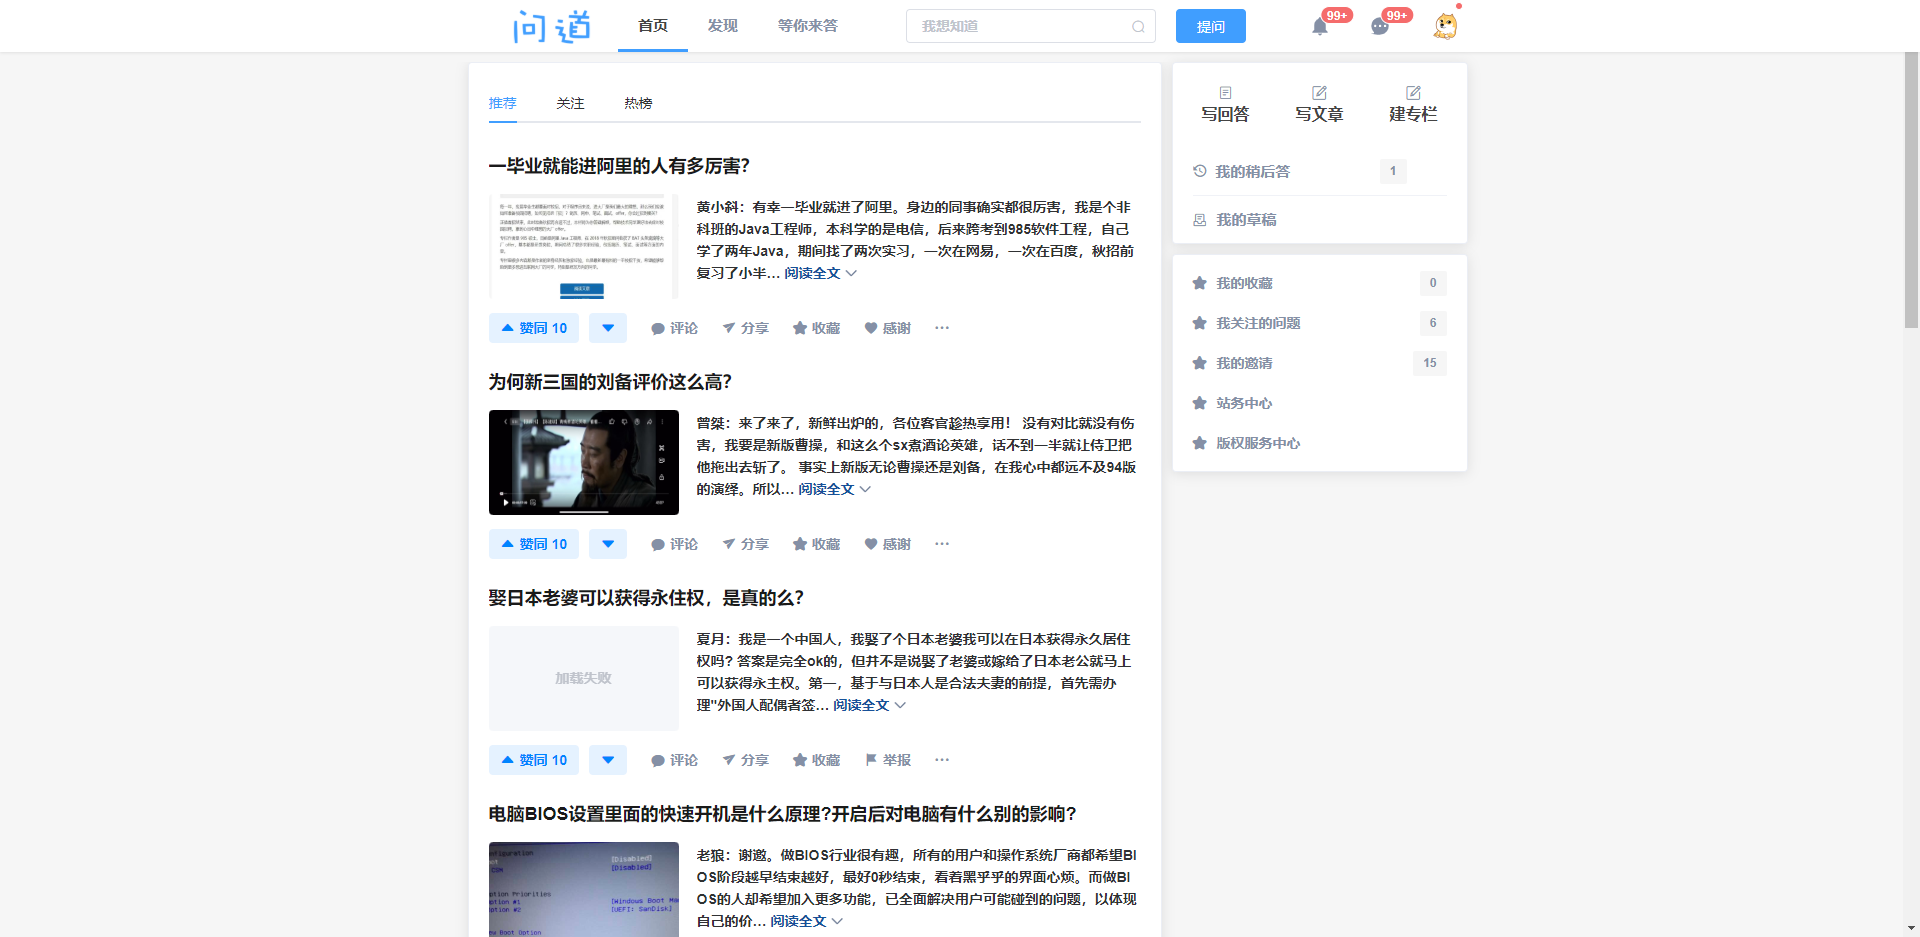 问道 首页 发现 等你来答 我想知道 提问 99+ 99+
推荐 关注 热榜
一毕业就能进阿里的人有多厉害?
黄小斜：有幸一毕业就进了阿里。身边的同事确实都很厉害，我是个非
科班的Java工程师，本科学的是电信，后来跨考到985软件工程，自己
学了两年Java，期间找了两次实习，一次在网易，一次在百度，秋招前
复习了小半... 阅读全文
赞同 10 评论 分享 收藏 感谢 ···
为何新三国的刘备评价这么高?
曾桀：来了来了，新鲜出炉的，各位客官趁热享用！ 没有对比就没有伤
害，我要是新版曹操，和这么个sx煮酒论英雄，话不到一半就让侍卫把
他拖出去斩了。 事实上新版无论曹操还是刘备，在我心中都远不及94版
的演绎。所以... 阅读全文
赞同 10 评论 分享 收藏 感谢 ···
娶日本老婆可以获得永住权，是真的么?
加载失败
夏月：我是一个中国人，我娶了个日本老婆我可以在日本获得永久居住
权吗? 答案是完全ok的，但并不是说娶了老婆或嫁给了日本老公就马上
可以获得永主权。第一，基于与日本人是合法夫妻的前提，首先需办
理"外国人配偶者签... 阅读全文
赞同 10 评论 分享 收藏 举报 ···
电脑BIOS设置里面的快速开机是什么原理?开启后对电脑有什么别的影响?
[Disabled]
[Disabled]
ption Priorities
ption #1 [Windows Boot Ma
ption #2 [UEFI: SanDisk]
ew Boot Option
老狼：谢邀。做BIOS行业很有趣，所有的用户和操作系统厂商都希望BI
OS阶段越早结束越好，最好0秒结束，看着黑乎乎的界面心烦。而做BI
OS的人却希望加入更多功能，已全面解决用户可能碰到的问题，以体现
自己的价... 阅读全文
写回答 写文章 建专栏
我的稍后答 1
我的草稿
我的收藏 0
我关注的问题 6
我的邀请 15
站务中心
版权服务中心